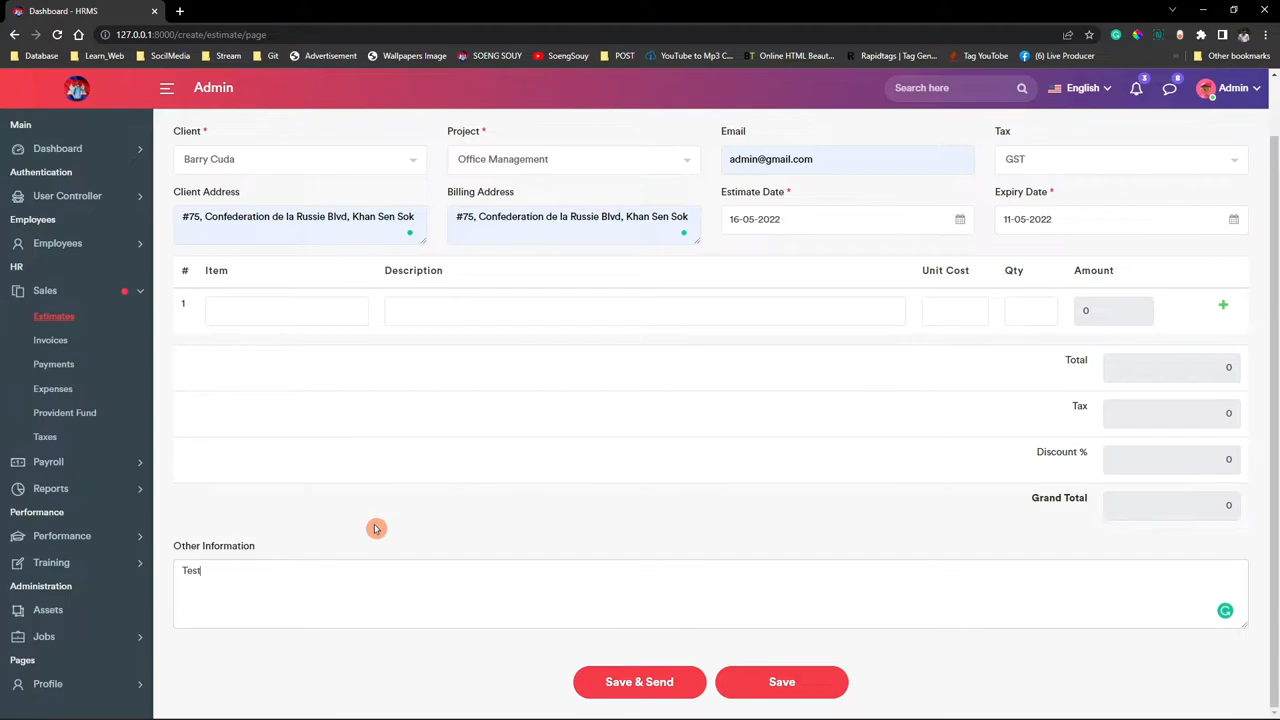 Dashboard - HRMS
127.0.0.1:8000/create/estimate/page
Database Learn_Web SocilMedia Stream Git Advertisement Wallpapers Image SOENG SOUY SoengSouy POST YouTube to Mp3 C... Online HTML Beaut... Rapidtags | Tag Gen... Tag YouTube (Live Producer Other bookmarks
Admin Search here English 3 8 Admin
Main
Dashboard
Authentication
User Controller
Employees
Employees
HR
Sales
Estimates
Invoices
Payments
Expenses
Provident Fund
Taxes
Payroll
Reports
Performance
Performance
Training
Administration
Assets
Jobs
Pages
Profile
Client * Project * Email Tax
Barry Cuda Office Management admin@gmail.com GST
Client Address Billing Address Estimate Date * Expiry Date *
#75, Confederation de la Russie Blvd, Khan Sen Sok #75, Confederation de la Russie Blvd, Khan Sen Sok 16-05-2022 11-05-2022
# Item Description Unit Cost Qty Amount
1 0 +
Total 0
Tax 0
Discount % 0
Grand Total 0
Other Information
Test
Save & Send Save